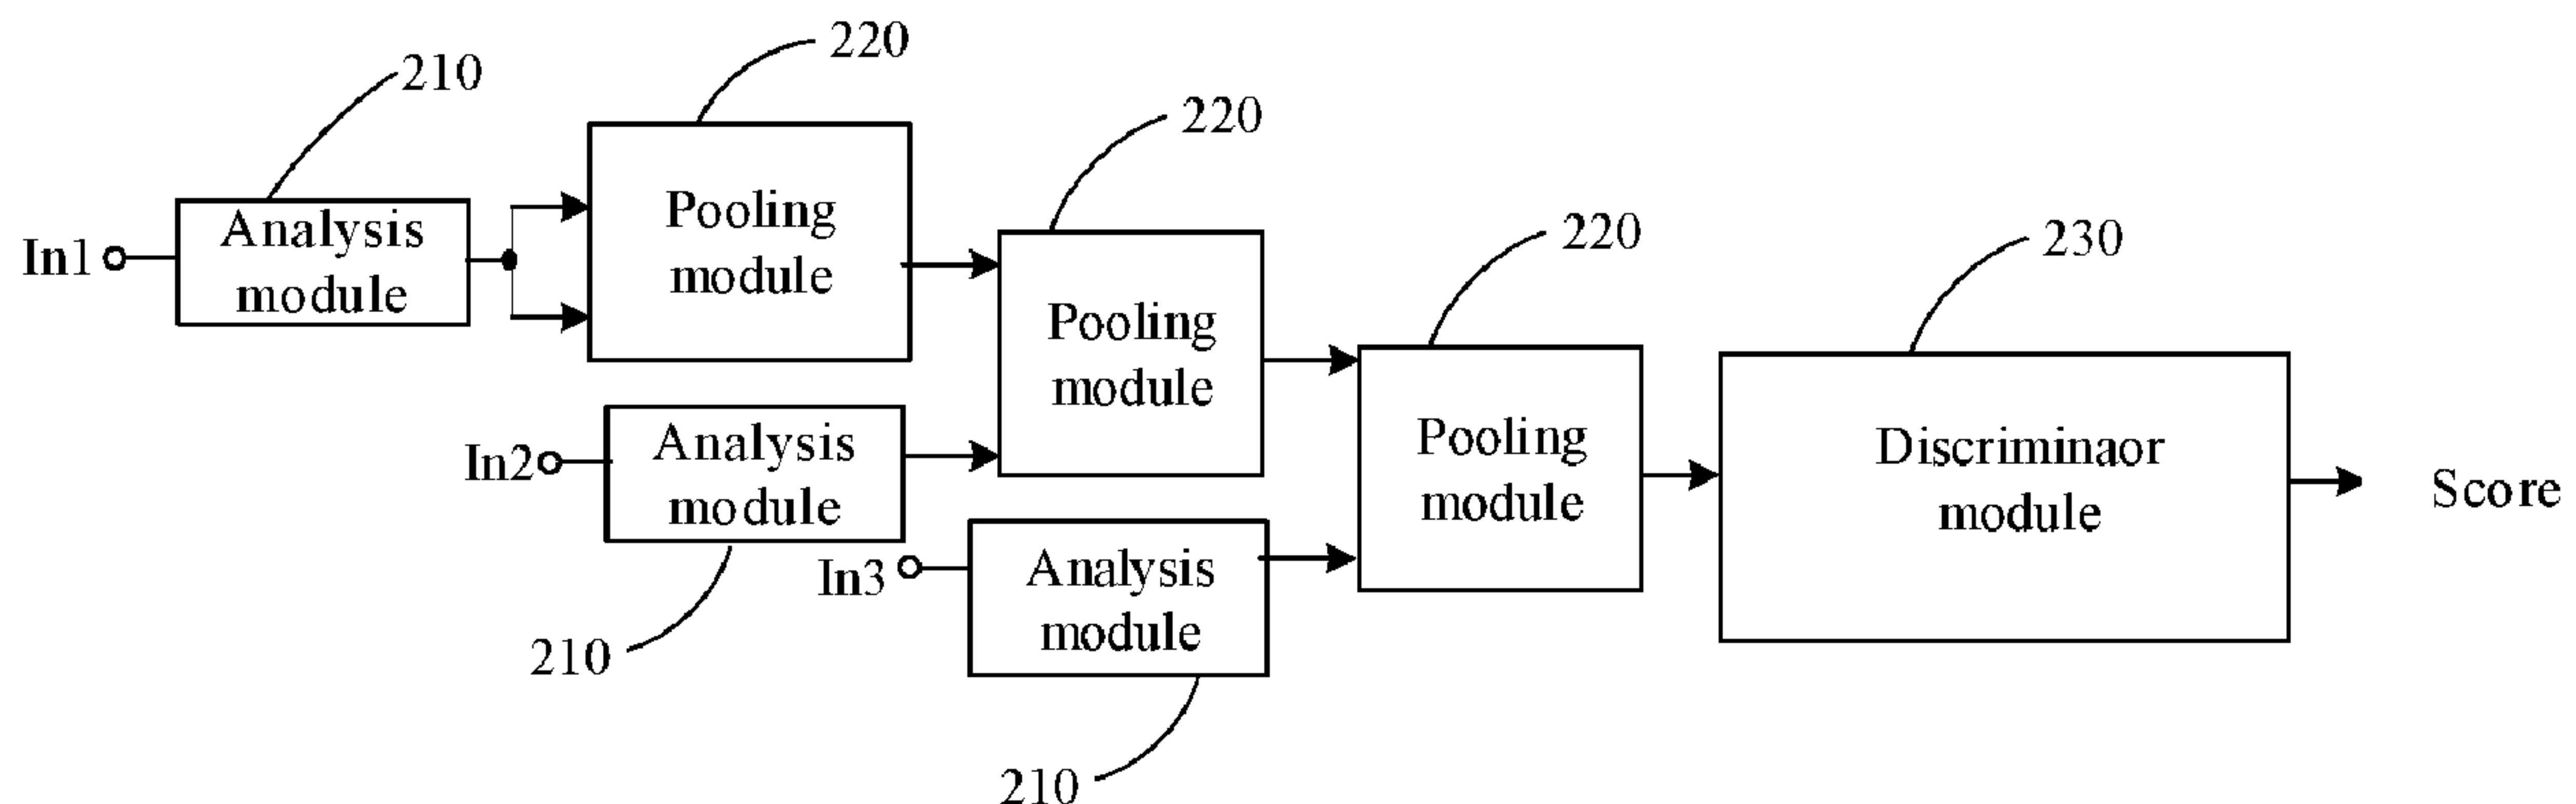 220
210
220
Pooling
module
220
230
Analysis
module
In1
Pooling
module
Pooling
module
Discriminaor
module
Score
In2
Analysis
module
In3
Analysis
module
210
210